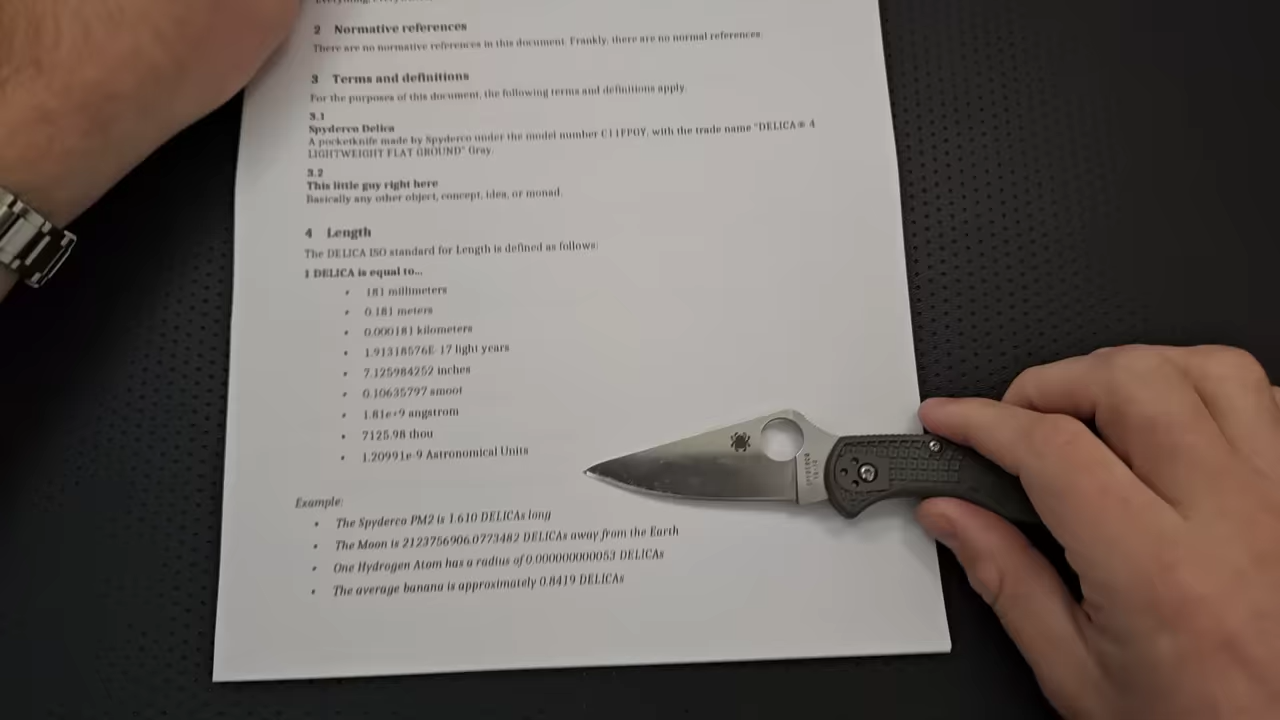 2 Normative references
There are no normative references in this document. Frankly, there are no normal references.
3 Terms and definitions
For the purposes of this document, the following terms and definitions apply.
3.1
Spyderco Delica
A pocketknife made by Spyderco under the model number C11FPGY, with the trade name "DELICA® 4
LIGHTWEIGHT FLAT GROUND" Gray.
3.2
This little guy right here
Basically any other object, concept, idea, or monad.
4 Length
The DELICA ISO standard for Length is defined as follows:
1 DELICA is equal to...
• 181 millimeters
• 0.181 meters
• 0.000181 kilometers
• 1.91318576E-17 light years
• 7.125984252 inches
• 0.10635797 smoot
• 1.81e+9 angstrom
• 7125.98 thou
• 1.20991e-9 Astronomical Units
Example:
• The Spyderco PM2 is 1.610 DELICAs long
• The Moon is 2123756906.0773482 DELICAs away from the Earth
• One Hydrogen Atom has a radius of 0.000000000053 DELICAs
• The average banana is approximately 0.8419 DELICAs